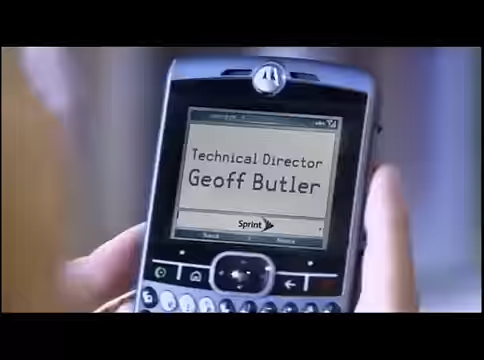 Technical Director
Geoff Butler
Sprint